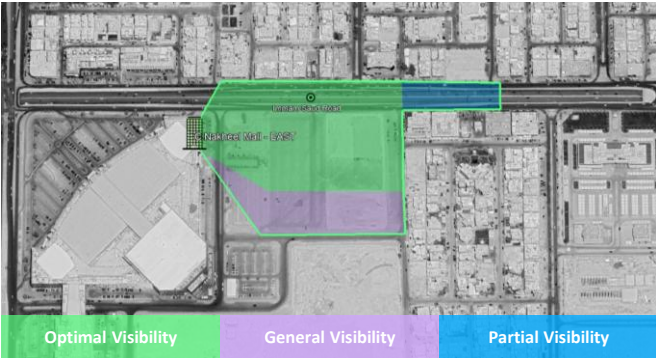 Imam Saud Road
Nakheel Mall - EAST
Optimal Visibility
General Visibility
Partial Visibility